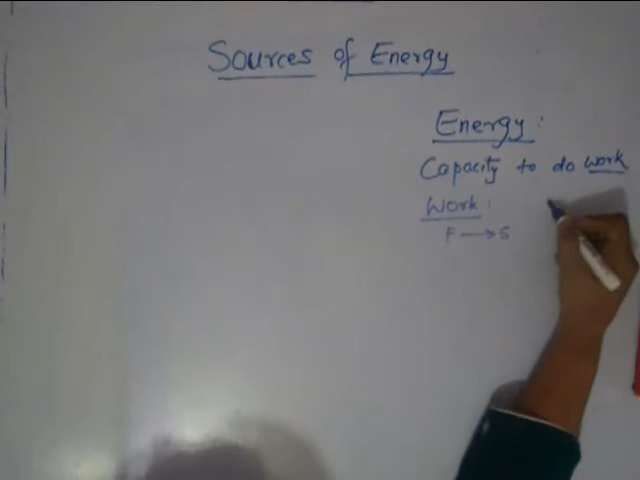 Sources of Energy
Energy:
Capacity to do work
Work:
F ⟶ S